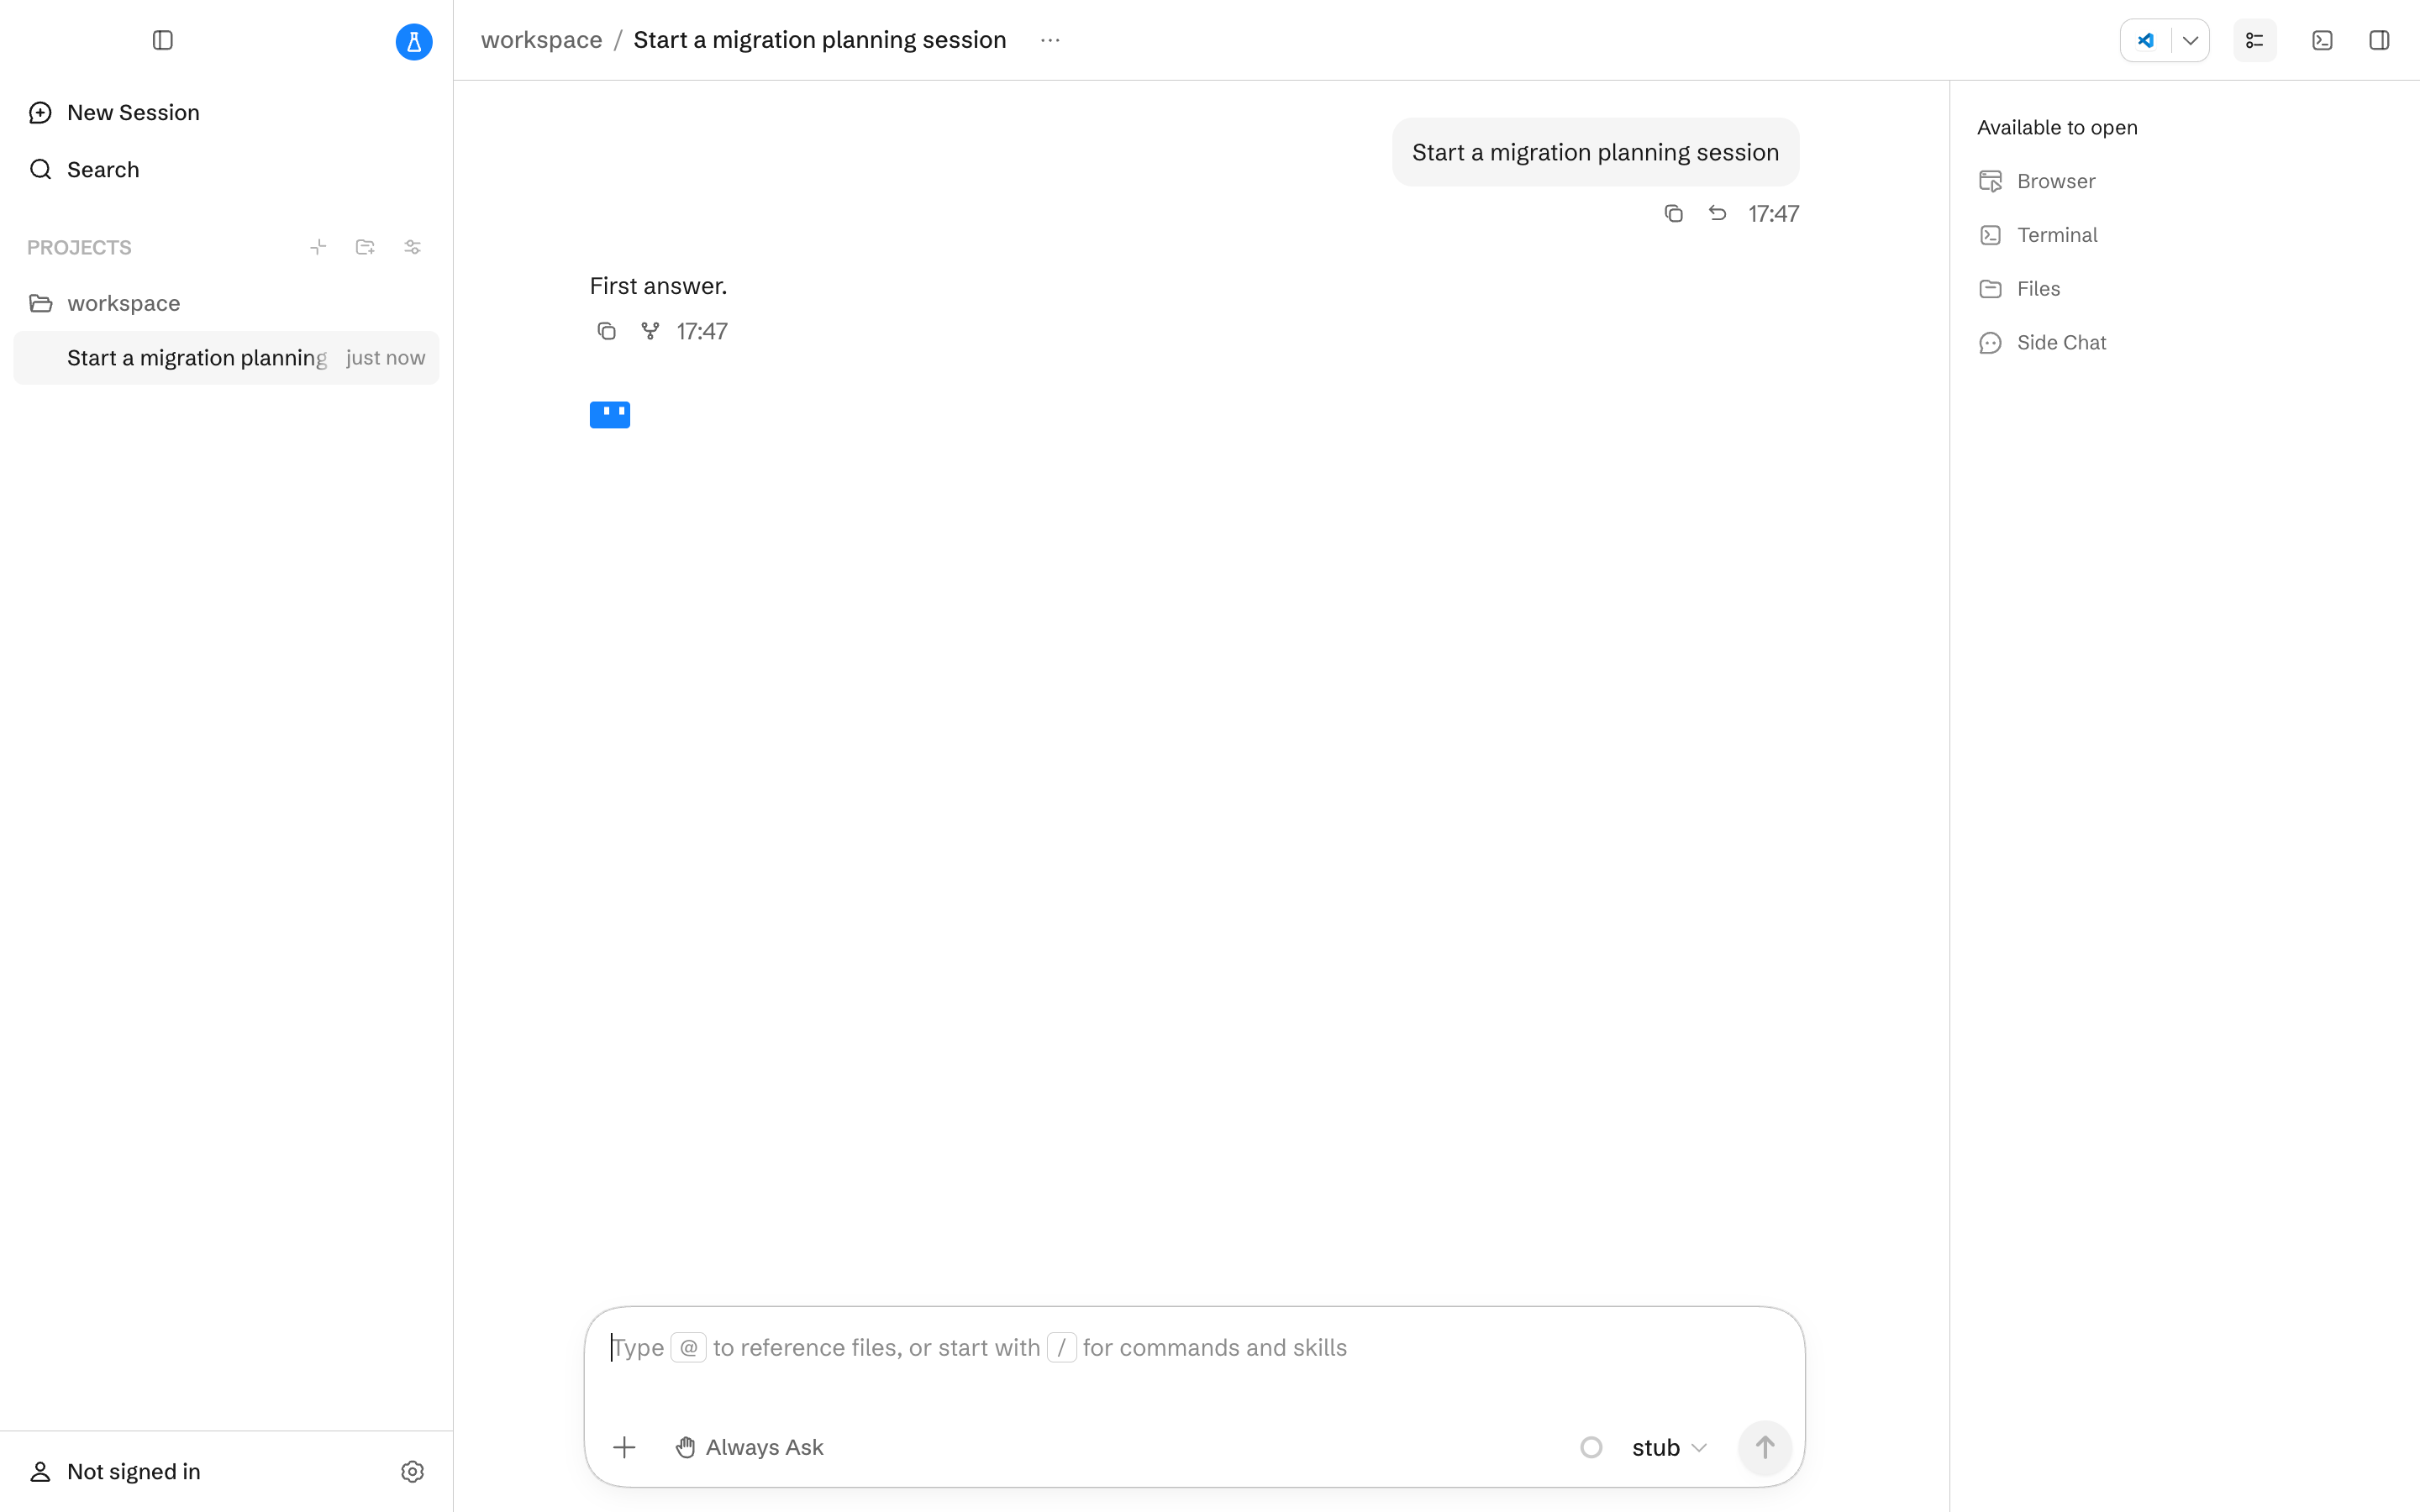 workspace / Start a migration planning session
New Session
Search
PROJECTS
workspace
Start a migration planning just now
Not signed in
Start a migration planning session
17:47
First answer.
17:47
Type @ to reference files, or start with / for commands and skills
Always Ask
stub
Available to open
Browser
Terminal
Files
Side Chat